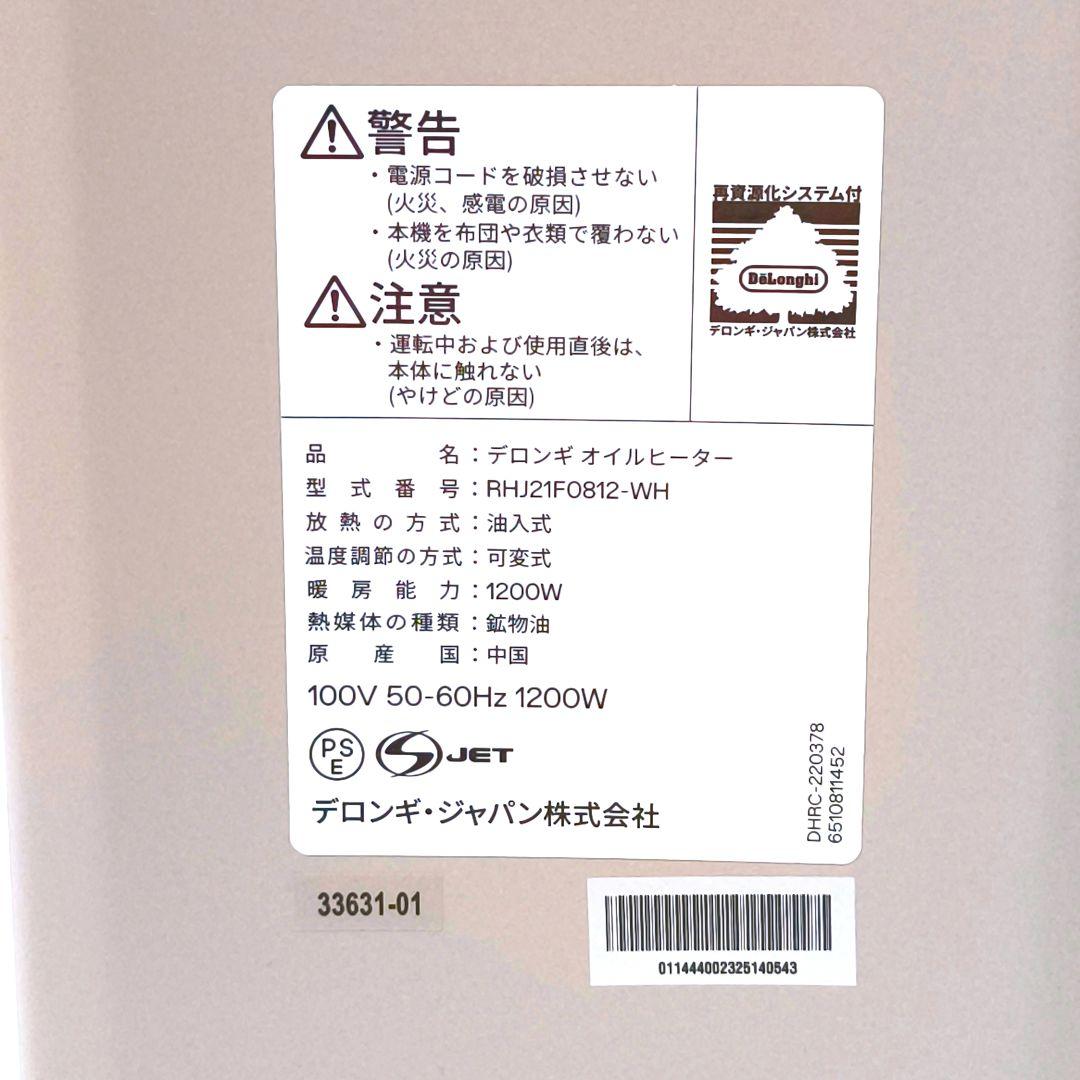 警告
・電源コードを破損させない
(火災、感電の原因)
・本機を布団や衣類で覆わない
(火災の原因)
注意
・運転中および使用直後は、
本体に触れない
(やけどの原因)
再資源化システム付
DēLonghi
デロンギ・ジャパン株式会社
品名：デロンギ オイルヒーター
型式番号：RHJ21F0812-WH
放熱の方式：油入式
温度調節の方式：可変式
暖房能力：1200W
熱媒体の種類：鉱物油
原産国：中国
100V 50-60Hz 1200W
PSE
S JET
デロンギ・ジャパン株式会社
DHRC-220378
6510811452
33631-01
011444002325140543